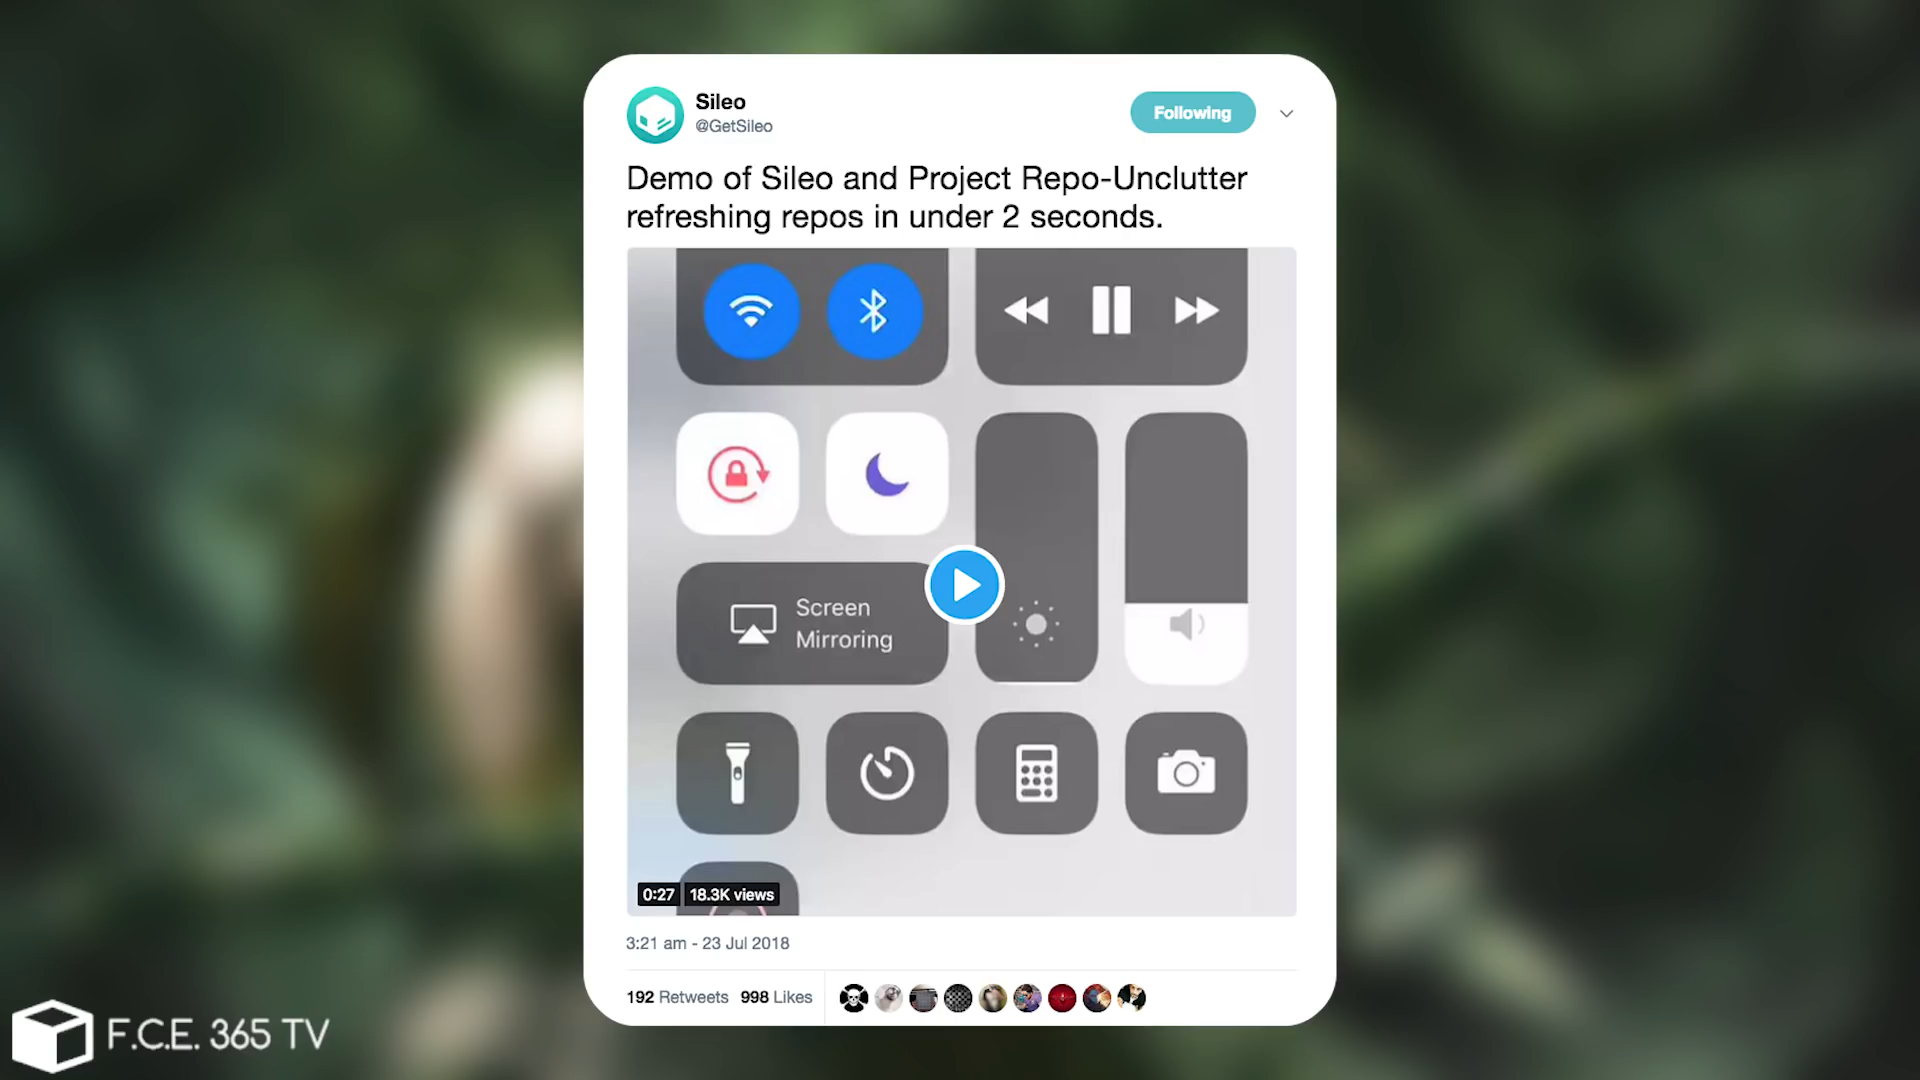 Sileo
@GetSileo
Following
Demo of Sileo and Project Repo-Unclutter
refreshing repos in under 2 seconds.
Screen
Mirroring
0:27 18.3K views
3:21 am - 23 Jul 2018
192 Retweets 998 Likes
F.C.E. 365 TV